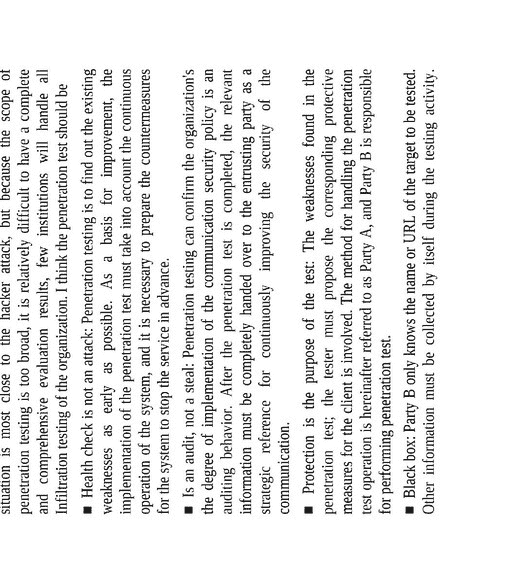 situation is most close to the hacker attack, but because the scope of
penetration testing is too broad, it is relatively difficult to have a complete
and comprehensive evaluation results, few institutions will handle all
Infiltration testing of the organization. I think the penetration test should be
■ Health check is not an attack: Penetration testing is to find out the existing
weaknesses as early as possible. As a basis for improvement, the
implementation of the penetration test must take into account the continuous
operation of the system, and it is necessary to prepare the countermeasures
for the system to stop the service in advance.
■ Is an audit, not a steal: Penetration testing can confirm the organization's
the degree of implementation of the communication security policy is an
auditing behavior. After the penetration test is completed, the relevant
information must be completely handed over to the entrusting party as a
strategic reference for continuously improving the security of the
communication.
■ Protection is the purpose of the test: The weaknesses found in the
penetration test; the tester must propose the corresponding protective
measures for the client is involved. The method for handling the penetration
test operation is hereinafter referred to as Party A, and Party B is responsible
for performing penetration test.
■ Black box: Party B only knows the name or URL of the target to be tested.
Other information must be collected by itself during the testing activity.